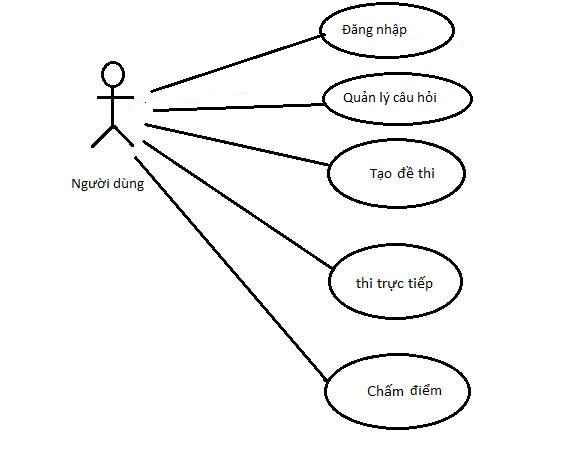 Đăng nhập
Quản lý câu hỏi
Tạo đề thi
Người dùng
thi trực tiếp
Chấm điểm